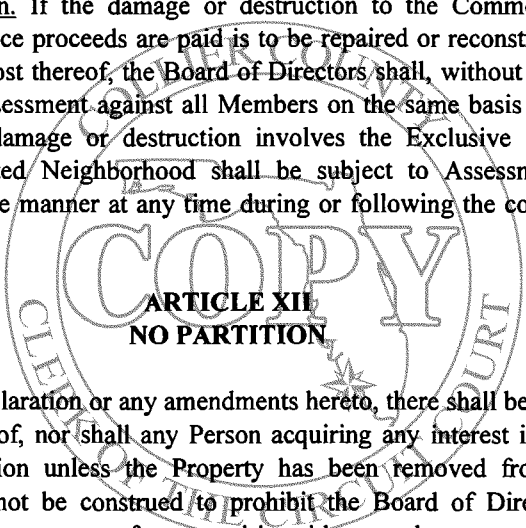 n. If the damage or destruction to the Comm
ce proceeds are paid is to be repaired or reconst
ost thereof, the Board of Directors shall, without
sessment against all Members on the same basis
damage or destruction involves the Exclusive
ted Neighborhood shall be subject to Assessm
e manner at any time during or following the co
COLLIER COUNTY
COPY
CLERK OF THE CIRCUIT COURT
ARTICLE XII
NO PARTITION
laration or any amendments hereto, there shall be
of, nor shall any Person acquiring any interest i
ion unless the Property has been removed fro
not be construed to prohibit the Board of Direc